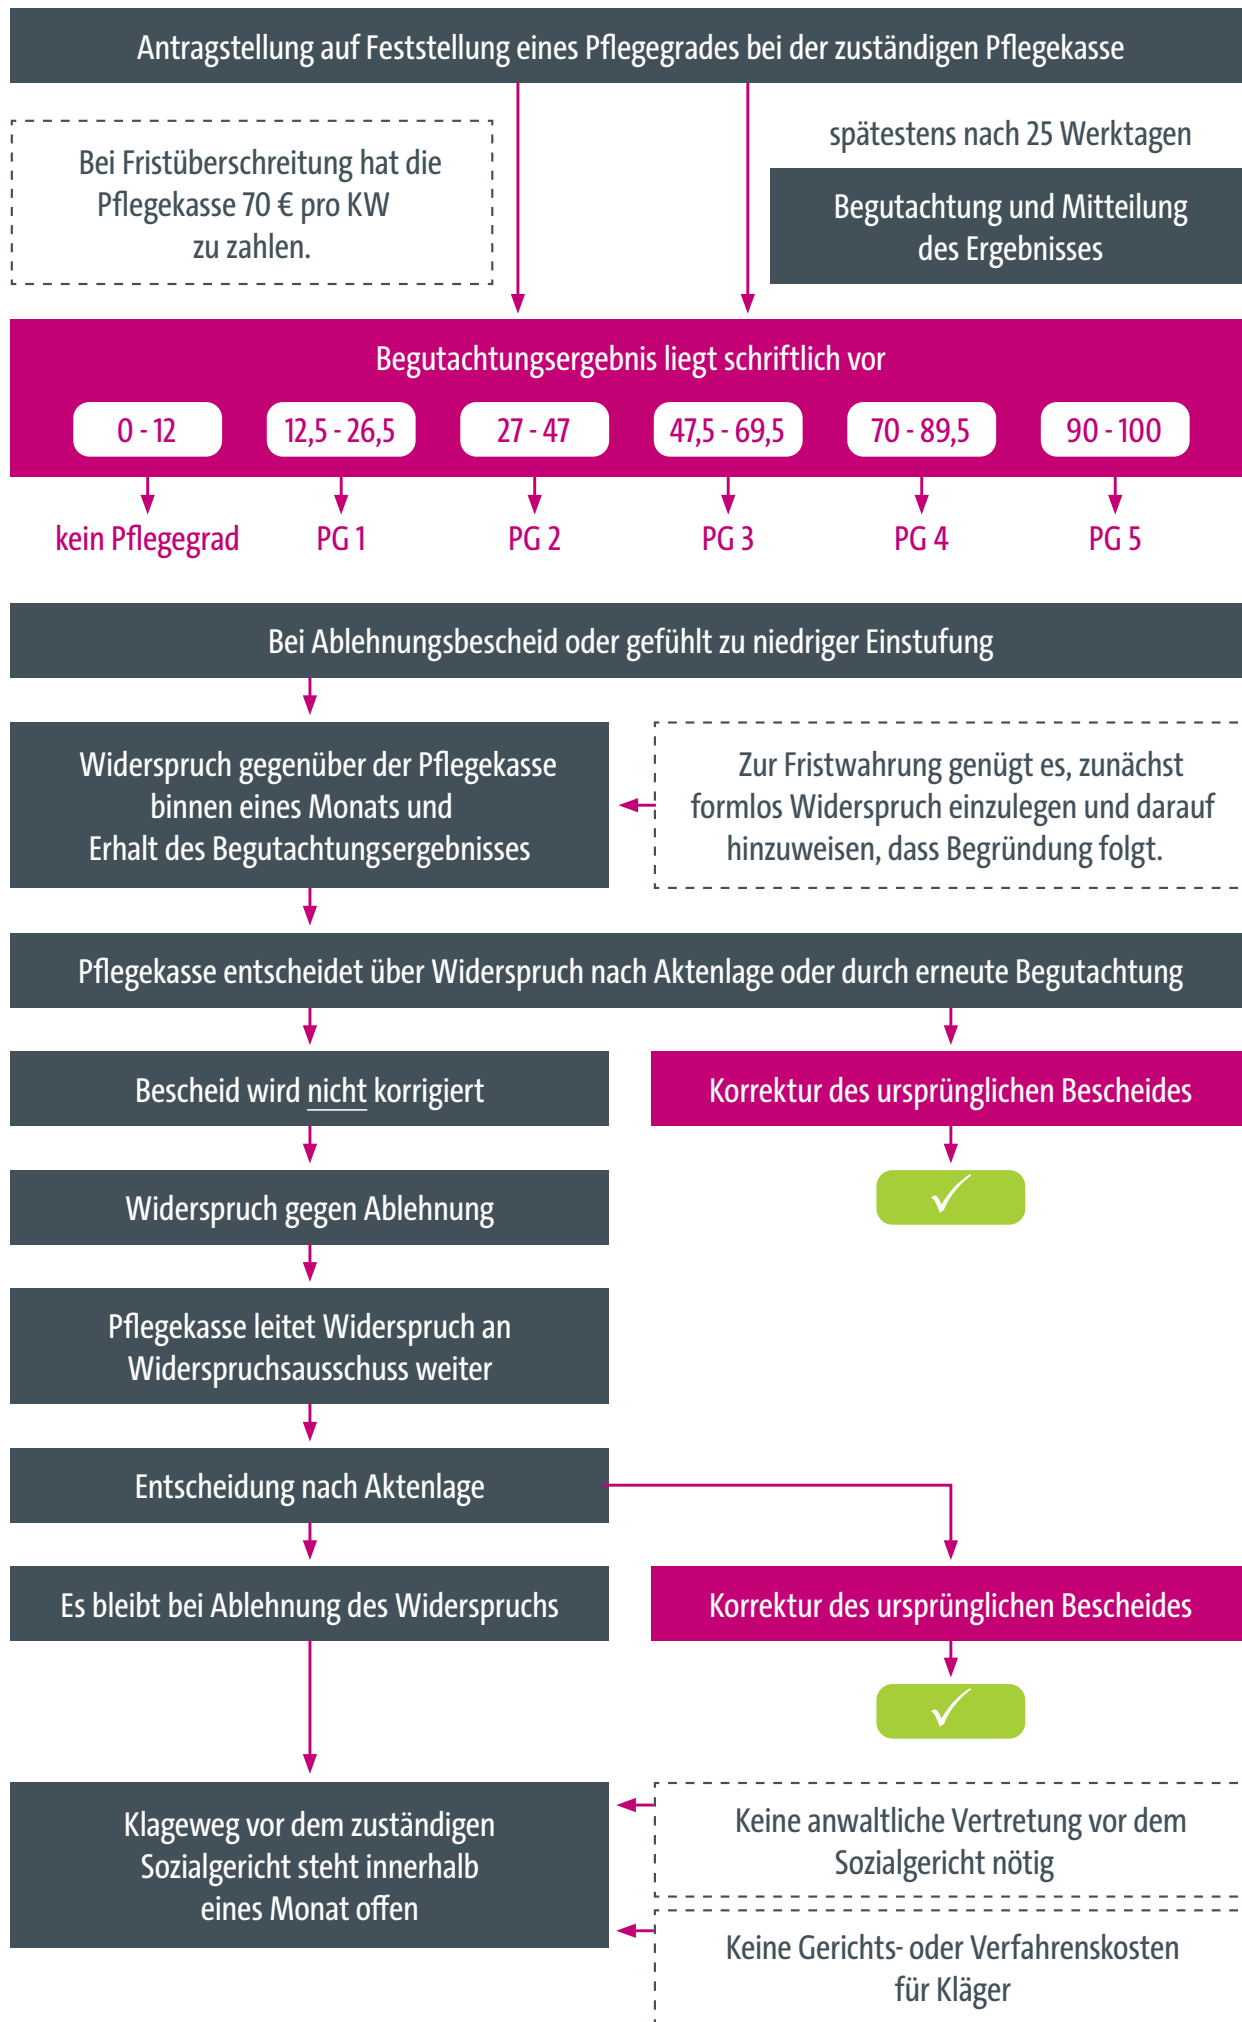 Antragstellung auf Feststellung eines Pflegegrades bei der zuständigen Pflegekasse
Bei Fristüberschreitung hat die
Pflegekasse 70 € pro KW
zu zahlen.
spätestens nach 25 Werktagen
Begutachtung und Mitteilung
des Ergebnisses
Begutachtungsergebnis liegt schriftlich vor
0 - 12
12,5 - 26,5
27 - 47
47,5 - 69,5
70 - 89,5
90 - 100
kein Pflegegrad
PG 1
PG 2
PG 3
PG 4
PG 5
Bei Ablehnungsbescheid oder gefühlt zu niedriger Einstufung
Widerspruch gegenüber der Pflegekasse
binnen eines Monats und
Erhalt des Begutachtungsergebnisses
Zur Fristwahrung genügt es, zunächst
formlos Widerspruch einzulegen und darauf
hinzuweisen, dass Begründung folgt.
Pflegekasse entscheidet über Widerspruch nach Aktenlage oder durch erneute Begutachtung
Bescheid wird nicht korrigiert
Korrektur des ursprünglichen Bescheides
Widerspruch gegen Ablehnung
Pflegekasse leitet Widerspruch an
Widerspruchsausschuss weiter
Entscheidung nach Aktenlage
Es bleibt bei Ablehnung des Widerspruchs
Korrektur des ursprünglichen Bescheides
Klageweg vor dem zuständigen
Sozialgericht steht innerhalb
eines Monat offen
Keine anwaltliche Vertretung vor dem
Sozialgericht nötig
Keine Gerichts- oder Verfahrenskosten
für Kläger